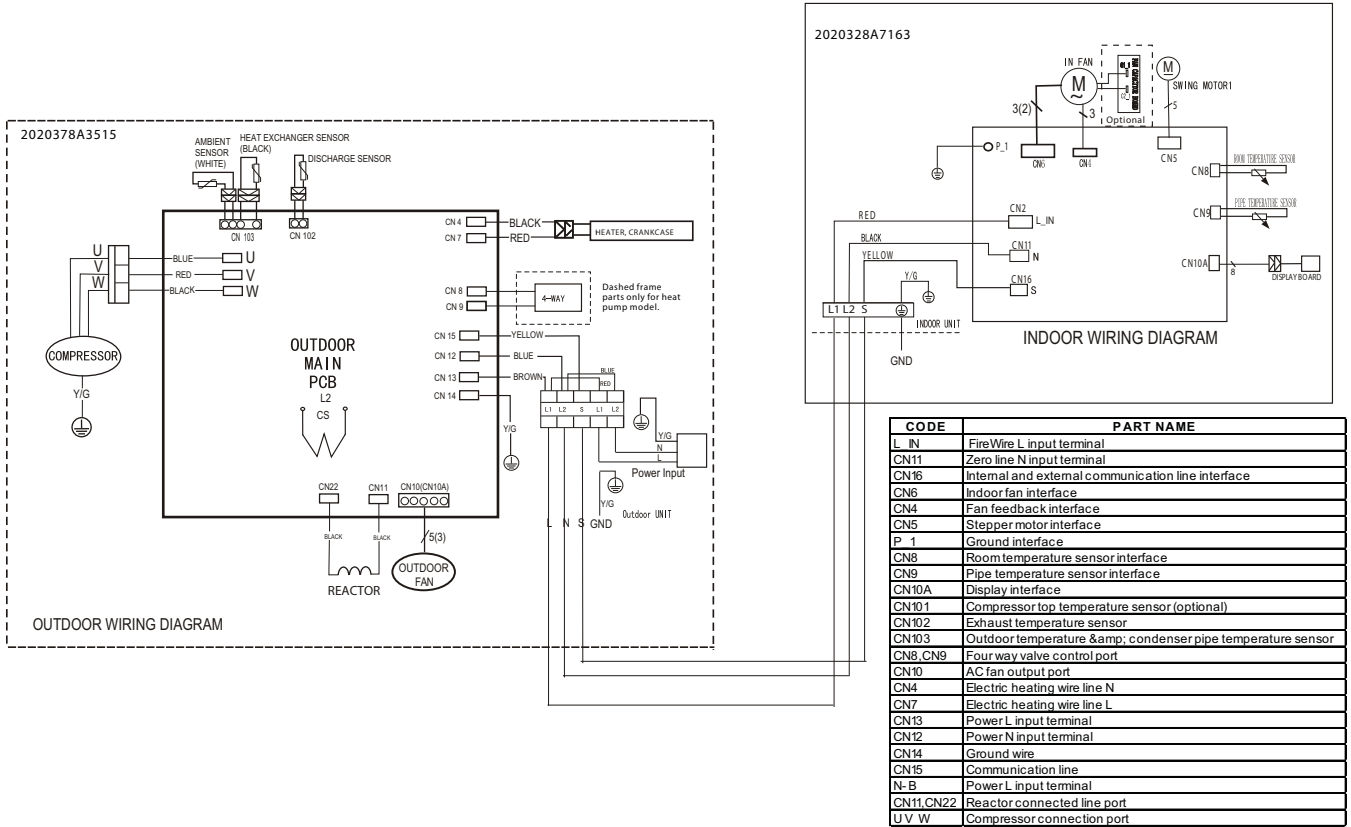 2020378A3515
AMBIENT
SENSOR
(WHITE)
HEAT EXCHANGER SENSOR
(BLACK)
DISCHARGE SENSOR
CN 103
CN 102
U
V
W
BLUE
RED
BLACK
U
V
W
COMPRESSOR
Y/G
OUTDOOR
MAIN
PCB
L2
CS
CN 4
BLACK
CN 7
RED
HEATER, CRANKCASE
CN 8
CN 9
4-WAY
Dashed frame
parts only for heat
pump model.
CN 15
YELLOW
CN 12
BLUE
CN 13
BROWN
CN 14
Y/G
BLUE
RED
L1 L2 S L1 L2
Y/G
N
L
Power Input
Y/G
GND
Outdoor UNIT
L N S
CN22
CN11
CN10(CN10A)
BLACK
BLACK
5(3)
REACTOR
OUTDOOR
FAN
OUTDOOR WIRING DIAGRAM
2020328A7163
IN FAN
M
~
FAN CAPACITOR BOARD
Optional
M
SWING MOTOR1
3(2)
3
5
P_1
CN6
CN4
CN5
CN8
ROOM TEMPERATURE SENSOR
CN9
PIPE TEMPERATURE SENSOR
CN10A
8
DISPLAY BOARD
RED
CN2
L_IN
BLACK
CN11
N
YELLOW
Y/G
CN16
S
L1 L2 S
INDOOR UNIT
GND
INDOOR WIRING DIAGRAM
CODE PART NAME
L_IN FireWire L input terminal
CN11 Zero line N input terminal
CN16 Internal and external communication line interface
CN6 Indoor fan interface
CN4 Fan feedback interface
CN5 Stepper motor interface
P_1 Ground interface
CN8 Room temperature sensor interface
CN9 Pipe temperature sensor interface
CN10A Display interface
CN101 Compressor top temperature sensor (optional)
CN102 Exhaust temperature sensor
CN103 Outdoor temperature &amp; condenser pipe temperature sensor
CN8,CN9 Four way valve control port
CN10 AC fan output port
CN4 Electric heating wire line N
CN7 Electric heating wire line L
CN13 Power L input terminal
CN12 Power N input terminal
CN14 Ground wire
CN15 Communication line
N-B Power L input terminal
CN11,CN22 Reactor connected line port
U V W Compressor connection port